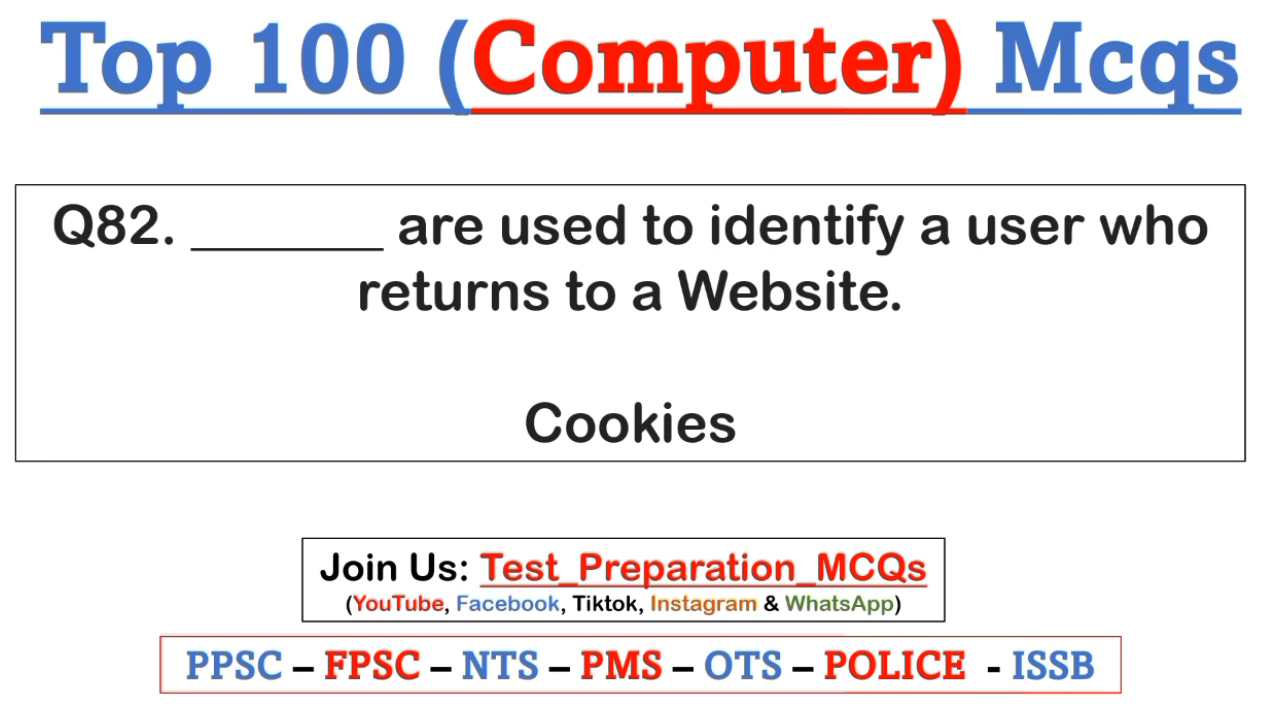 Top 100 (Computer) Mcqs
Q82. _______ are used to identify a user who
returns to a Website.
Cookies
Join Us: Test_Preparation_MCQs
(YouTube, Facebook, Tiktok, Instagram & WhatsApp)
PPSC – FPSC – NTS – PMS – OTS – POLICE - ISSB